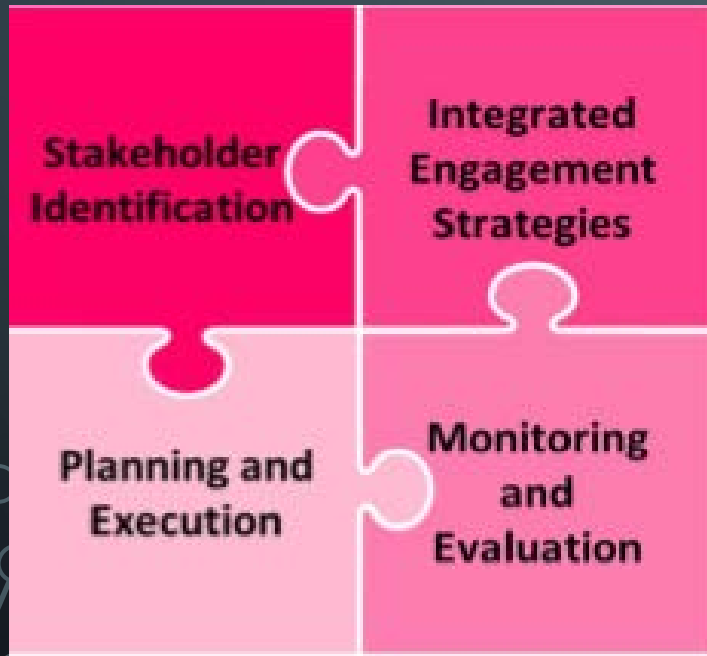 Stakeholder
Identification
Integrated
Engagement
Strategies
Planning and
Execution
Monitoring
and
Evaluation